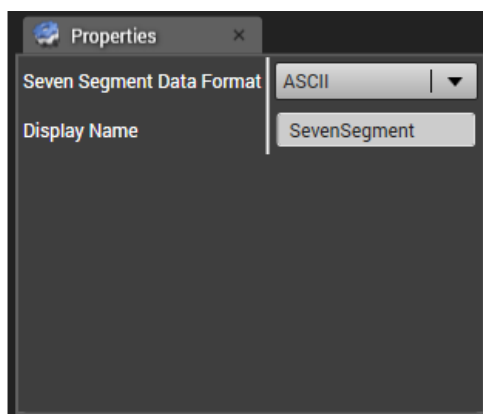 Properties
Seven Segment Data Format ASCII
Display Name SevenSegment